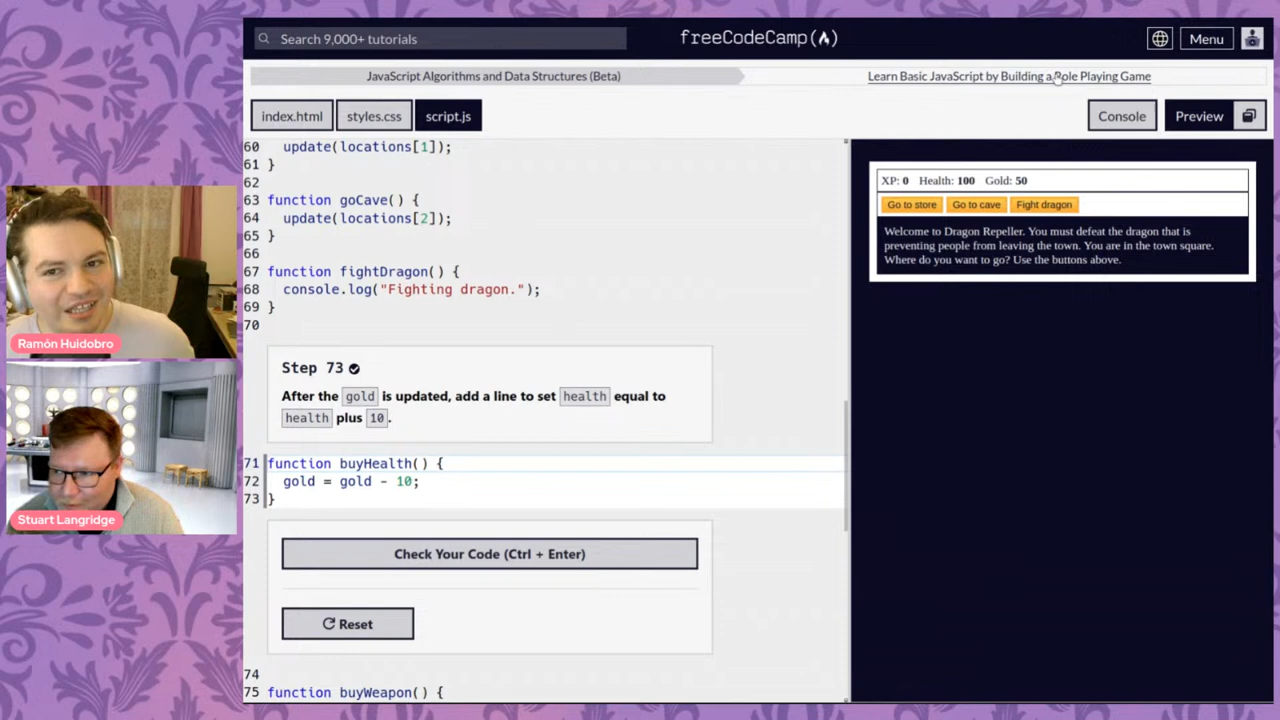 Search 9,000+ tutorials
freeCodeCamp
Menu
JavaScript Algorithms and Data Structures (Beta)
Learn Basic JavaScript by Building a Role Playing Game
index.html
styles.css
script.js
Console
Preview
60 update(locations[1]);
61 }
62
63 function goCave() {
64 update(locations[2]);
65 }
66
67 function fightDragon() {
68 console.log("Fighting dragon.");
69 }
70
Step 73
After the gold is updated, add a line to set health equal to
health plus 10.
71 function buyHealth() {
72 gold = gold - 10;
73 }
Check Your Code (Ctrl + Enter)
Reset
74
75 function buyWeapon() {
XP: 0 Health: 100 Gold: 50
Go to store
Go to cave
Fight dragon
Welcome to Dragon Repeller. You must defeat the dragon that is
preventing people from leaving the town. You are in the town square.
Where do you want to go? Use the buttons above.
Ramón Huidobro
Stuart Langridge